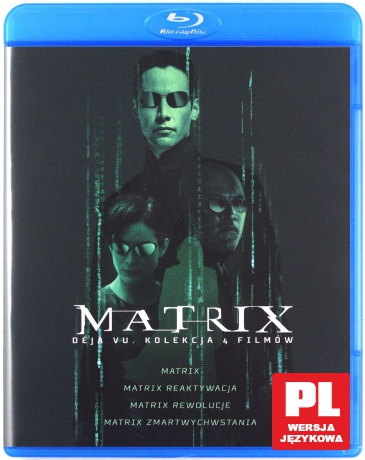 Blu-ray Disc
MATRIX
DÉJÀ VU. KOLEKCJA 4 FILMÓW
MATRIX
MATRIX REAKTYWACJA
MATRIX REWOLUCJE
MATRIX ZMARTWYCHWSTANIA
PL
WERSJA
JĘZYKOWA